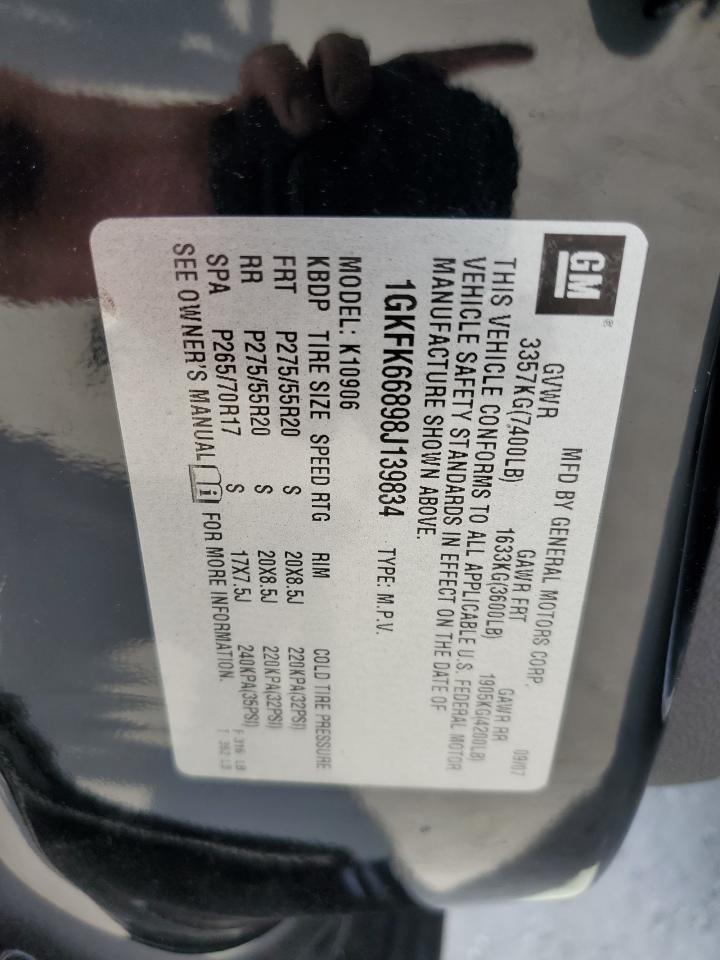 GM®
MFD BY GENERAL MOTORS CORP. 09/07
GVWR GAWR FRT GAWR RR
3357KG(7400LB) 1633KG(3600LB) 1905KG(4200LB)
THIS VEHICLE CONFORMS TO ALL APPLICABLE U.S. FEDERAL MOTOR
VEHICLE SAFETY STANDARDS IN EFFECT ON THE DATE OF
MANUFACTURE SHOWN ABOVE.
1GKFK66898J139834 TYPE: M.P.V.
MODEL: K10906
KBDP TIRE SIZE SPEED RTG RIM COLD TIRE PRESSURE
FRT P275/55R20 S 20X8.5J 220KPA(32PSI)
RR P275/55R20 S 20X8.5J 220KPA(32PSI)
SPA P265/70R17 S 17X7.5J 240KPA(35PSI)
SEE OWNER'S MANUAL FOR MORE INFORMATION.
F 316 LB
T 392 LB